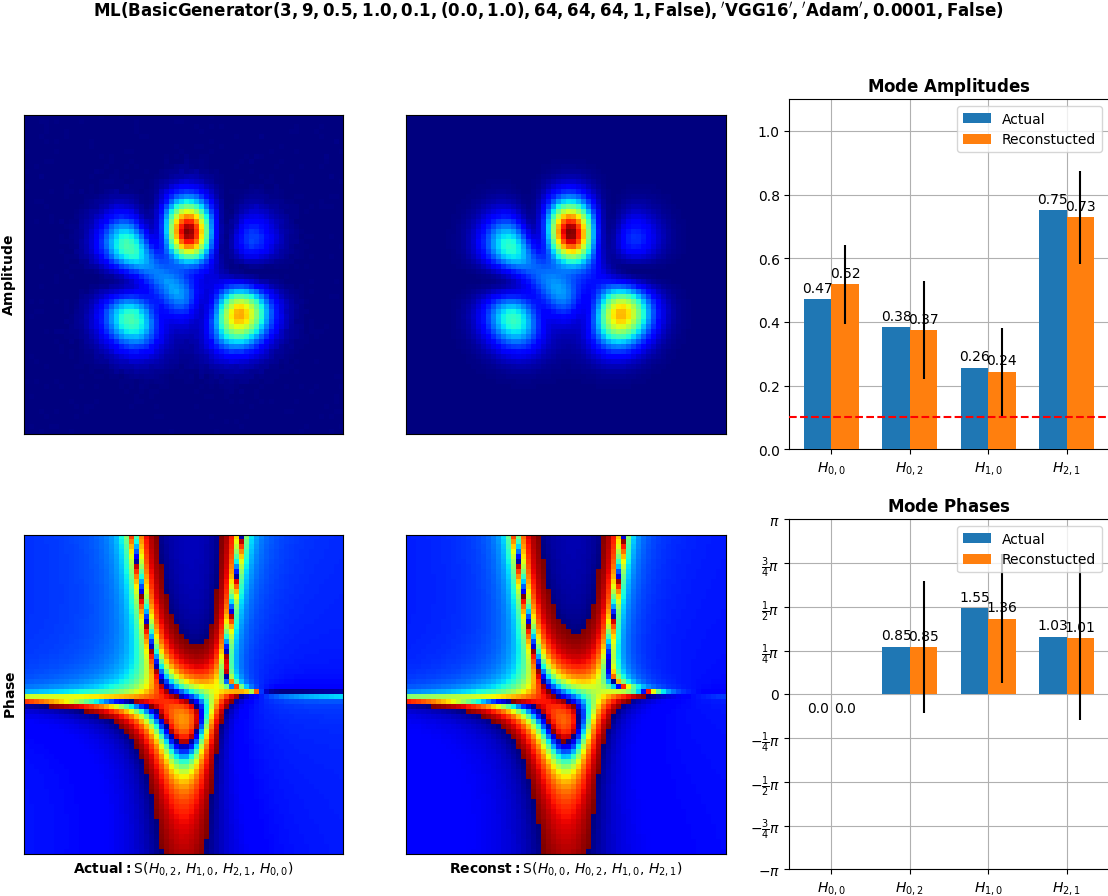 ML(BasicGenerator(3, 9, 0.5, 1.0, 0.1, (0.0, 1.0), 64, 64, 64, 1, False), ′VGG16′, ′Adam′, 0.0001, False)
Amplitude
Mode Amplitudes
Actual
Reconstucted
1.0
0.8
0.6
0.4
0.2
0.0
0.47
0.52
0.38
0.37
0.26
0.24
0.75
0.73
H0,0
H0,2
H1,0
H2,1
Phase
Actual: S(H0,2, H1,0, H2,1, H0,0)
Reconst: S(H0,0, H0,2, H1,0, H2,1)
Mode Phases
Actual
Reconstucted
π
3/4π
1/2π
1/4π
0
−1/4π
−1/2π
−3/4π
−π
0.0
0.0
0.85
0.85
1.55
1.36
1.03
1.01
H0,0
H0,2
H1,0
H2,1